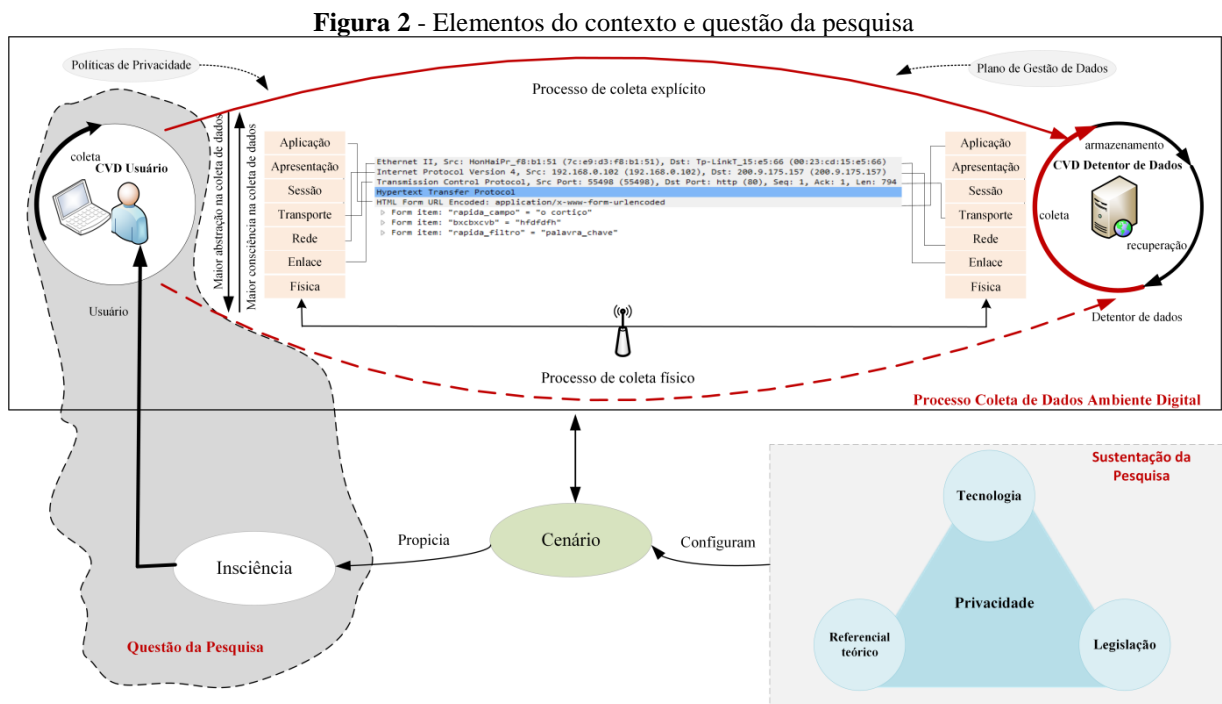 Figura 2 - Elementos do contexto e questão da pesquisa
Políticas de Privacidade
Plano de Gestão de Dados
Processo de coleta explícito
coleta
CVD Usuário
Maior abstração na coleta de dados
Maior consciência na coleta de dados
Aplicação
Apresentação
Sessão
Transporte
Rede
Enlace
Física
Ethernet II, Src: HonHaiPr_f8:b1:51 (7c:e9:d3:f8:b1:51), Dst: Tp-LinkT_15:e5:66 (00:23:cd:15:e5:66)
Internet Protocol Version 4, Src: 192.168.0.102 (192.168.0.102), Dst: 200.9.175.157 (200.9.175.157)
Transmission Control Protocol, Src Port: 55498 (55498), Dst Port: http (80), Seq: 1, Ack: 1, Len: 794
Hypertext Transfer Protocol
HTML Form URL Encoded: application/x-www-form-urlencoded
Form item: "rapida_campo" = "o cortiço"
Form item: "bxcbxcvb" = "hfdfdfh"
Form item: "rapida_filtro" = "palavra_chave"
Aplicação
Apresentação
Sessão
Transporte
Rede
Enlace
Física
armazenamento
CVD Detentor de Dados
coleta
recuperação
Usuário
Detentor de dados
Processo de coleta físico
Processo Coleta de Dados Ambiente Digital
Insciência
Propicia
Cenário
Configuram
Questão da Pesquisa
Sustentação da
Pesquisa
Tecnologia
Privacidade
Referencial
teórico
Legislação